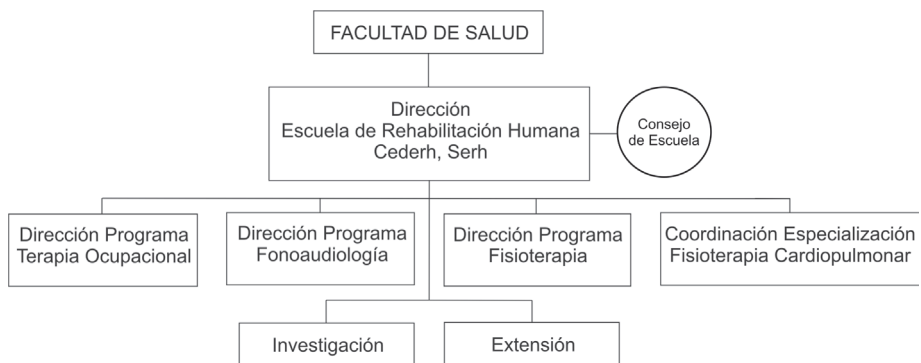 FACULTAD DE SALUD
Dirección
Escuela de Rehabilitación Humana
Cederh, Serh
Consejo
de Escuela
Dirección Programa
Terapia Ocupacional
Dirección Programa
Fonoaudiología
Dirección Programa
Fisioterapia
Coordinación Especialización
Fisioterapia Cardiopulmonar
Investigación
Extensión